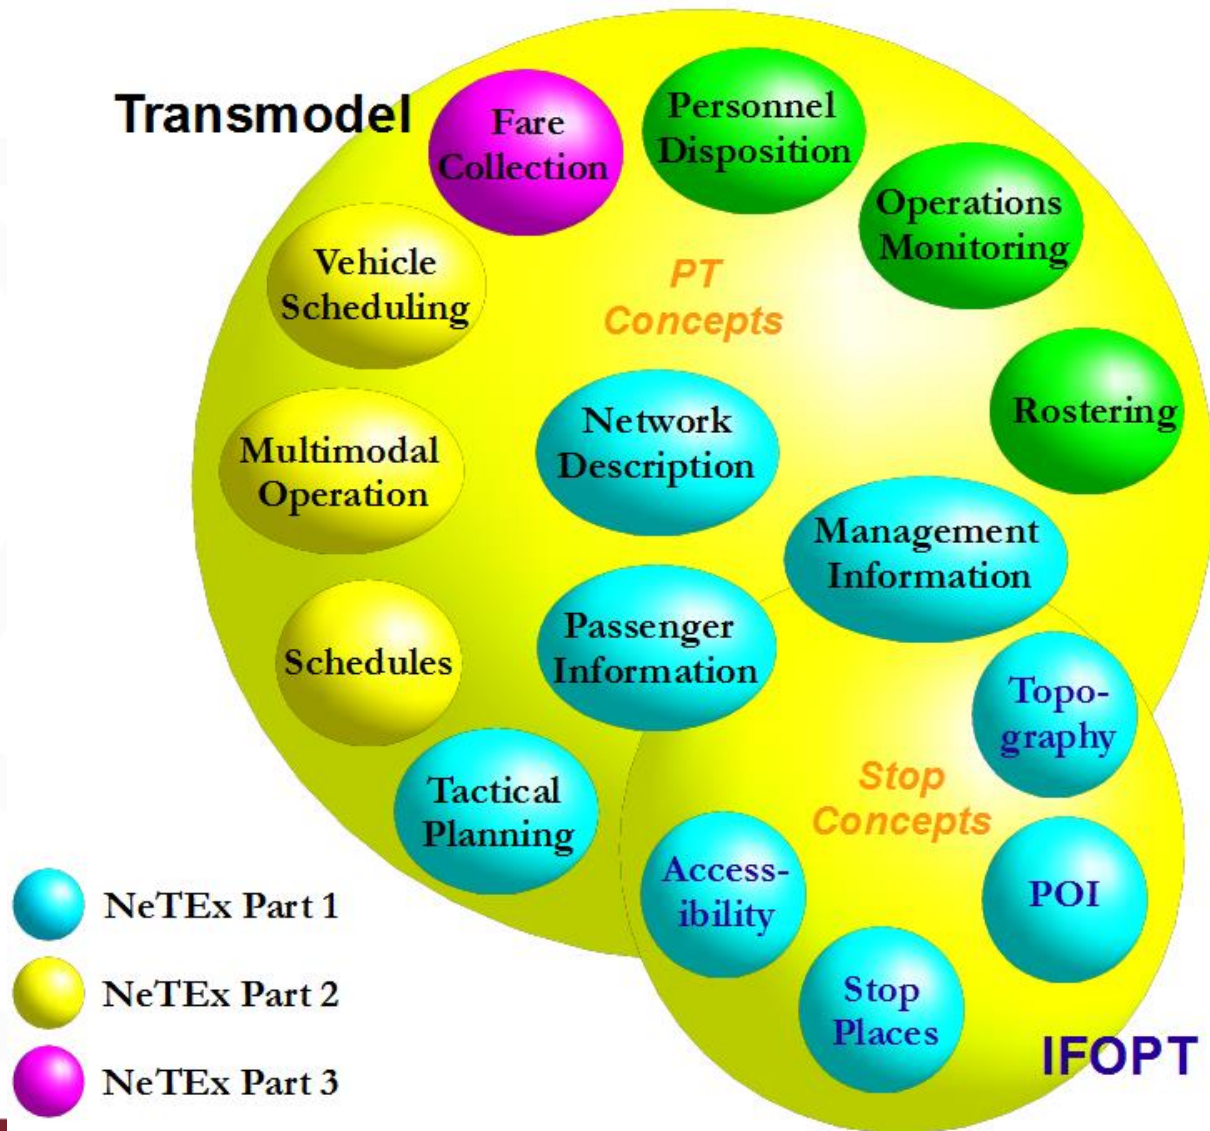 Transmodel
Fare
Collection
Personnel
Disposition
Operations
Monitoring
Vehicle
Scheduling
PT
Concepts
Rostering
Network
Description
Multimodal
Operation
Management
Information
Passenger
Information
Schedules
Topo-
graphy
Tactical
Planning
Stop
Concepts
Access-
ibility
POI
Stop
Places
IFOPT
NeTEx Part 1
NeTEx Part 2
NeTEx Part 3